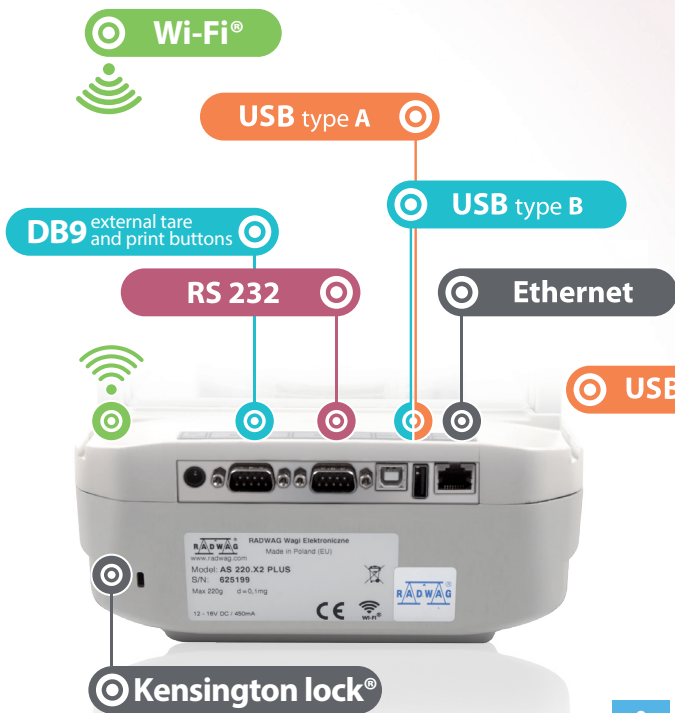 Wi-Fi®
USB type A
USB type B
DB9 external tare
and print buttons
RS 232
Ethernet
USB
RADWAG
www.radwag.com
RADWAG Wagi Elektroniczne
Made in Poland (EU)
Model: AS 220.X2 PLUS
S/N: 625199
Max 220g d=0,1mg
12 - 16V DC / 450mA
CE
Wi-Fi®
RADWAG®
Kensington lock®